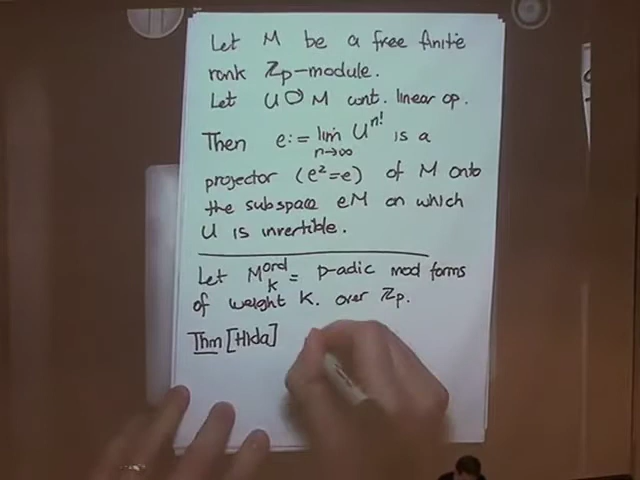 Let M be a free finite
rank ℤp-module.
Let U ↻ M cont. linear op.
Then e := lim n→∞ U^n! is a
projector (e²=e) of M onto
the subspace eM on which
U is invertible.
Let M_k^ord = p-adic mod forms
of weight k. over ℤp.
Thm [Hida]